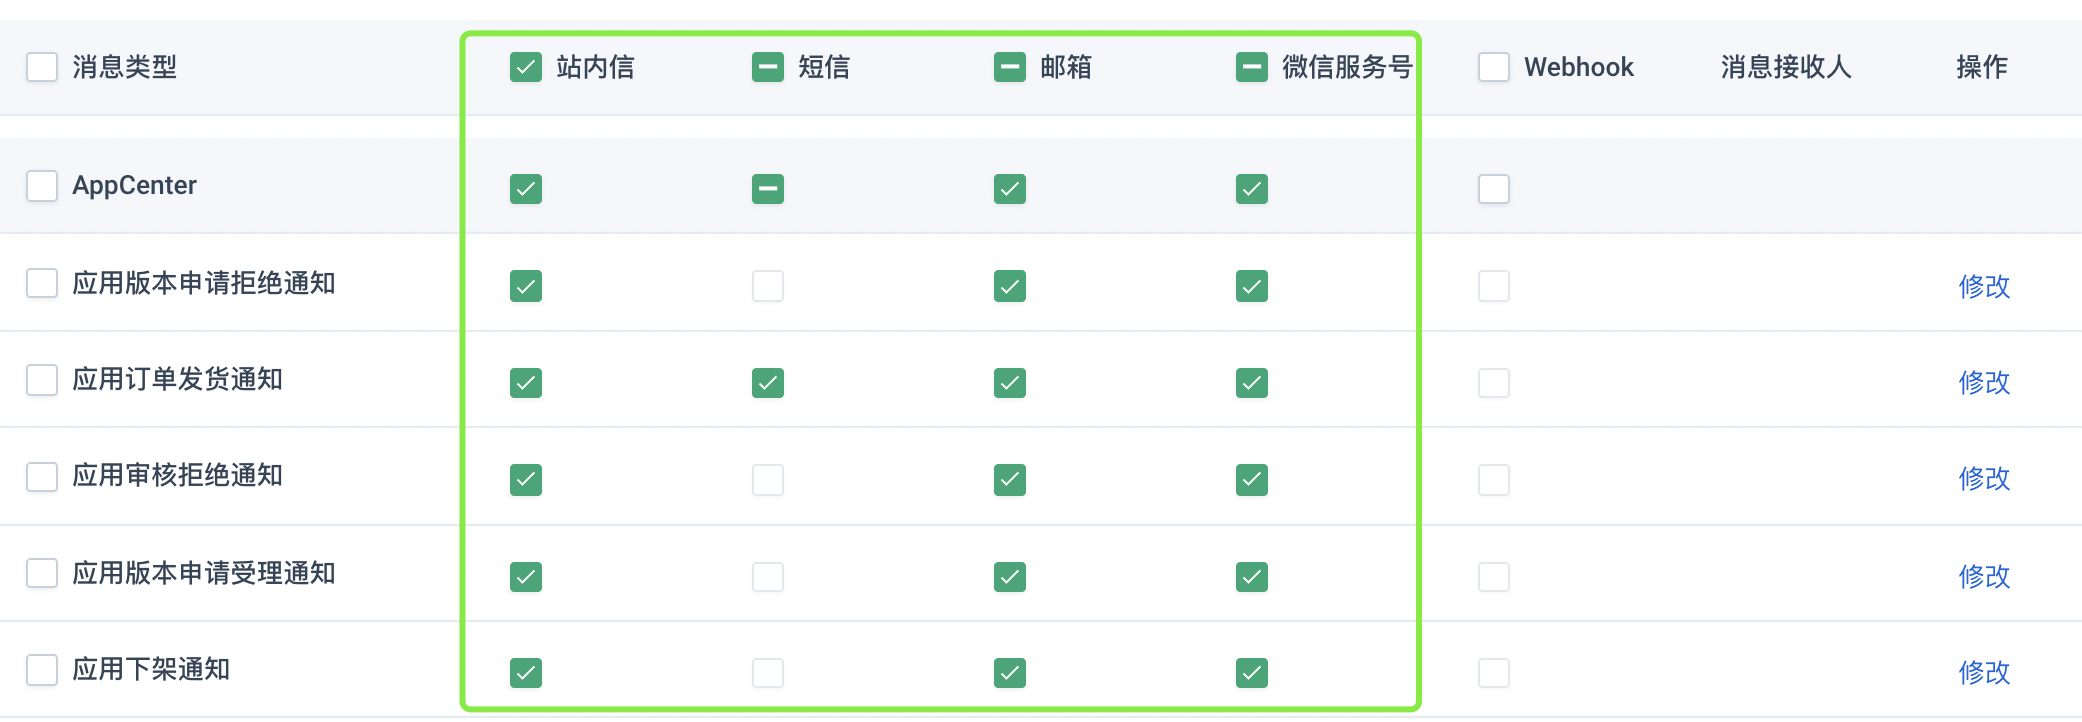 消息类型 站内信 短信 邮箱 微信服务号 Webhook 消息接收人 操作
AppCenter
应用版本申请拒绝通知 修改
应用订单发货通知 修改
应用审核拒绝通知 修改
应用版本申请受理通知 修改
应用下架通知 修改